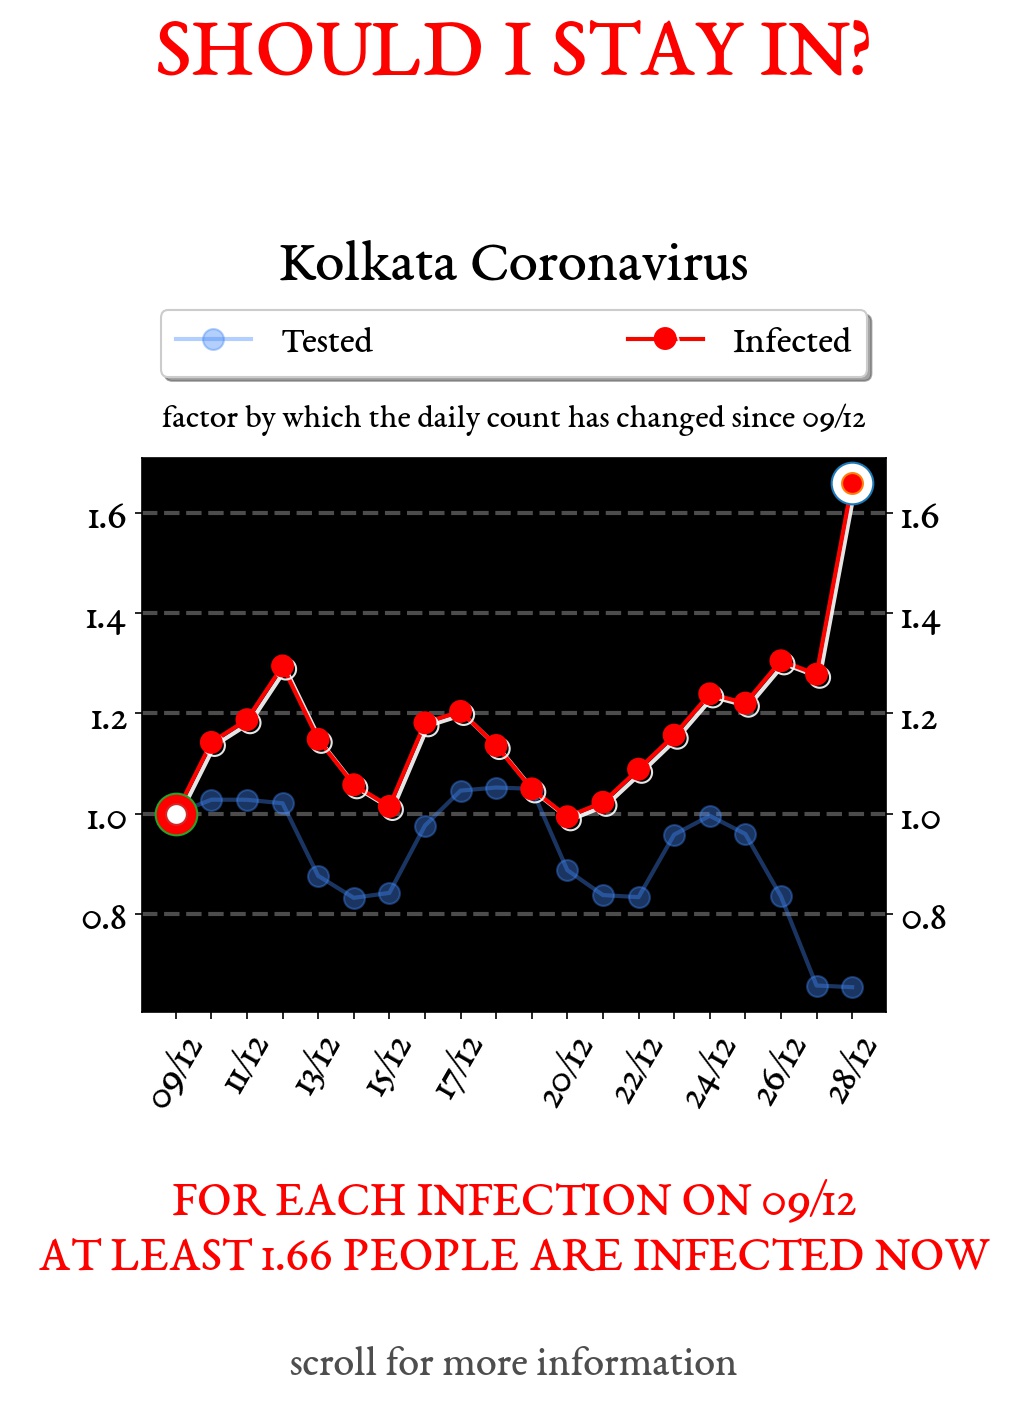 SHOULD I STAY IN?
Kolkata Coronavirus
Tested Infected
factor by which the daily count has changed since 09/12
1.6 1.6
1.4 1.4
1.2 1.2
1.0 1.0
0.8 0.8
09/12 11/12 13/12 15/12 17/12 20/12 22/12 24/12 26/12 28/12
FOR EACH INFECTION ON 09/12
AT LEAST 1.66 PEOPLE ARE INFECTED NOW
scroll for more information